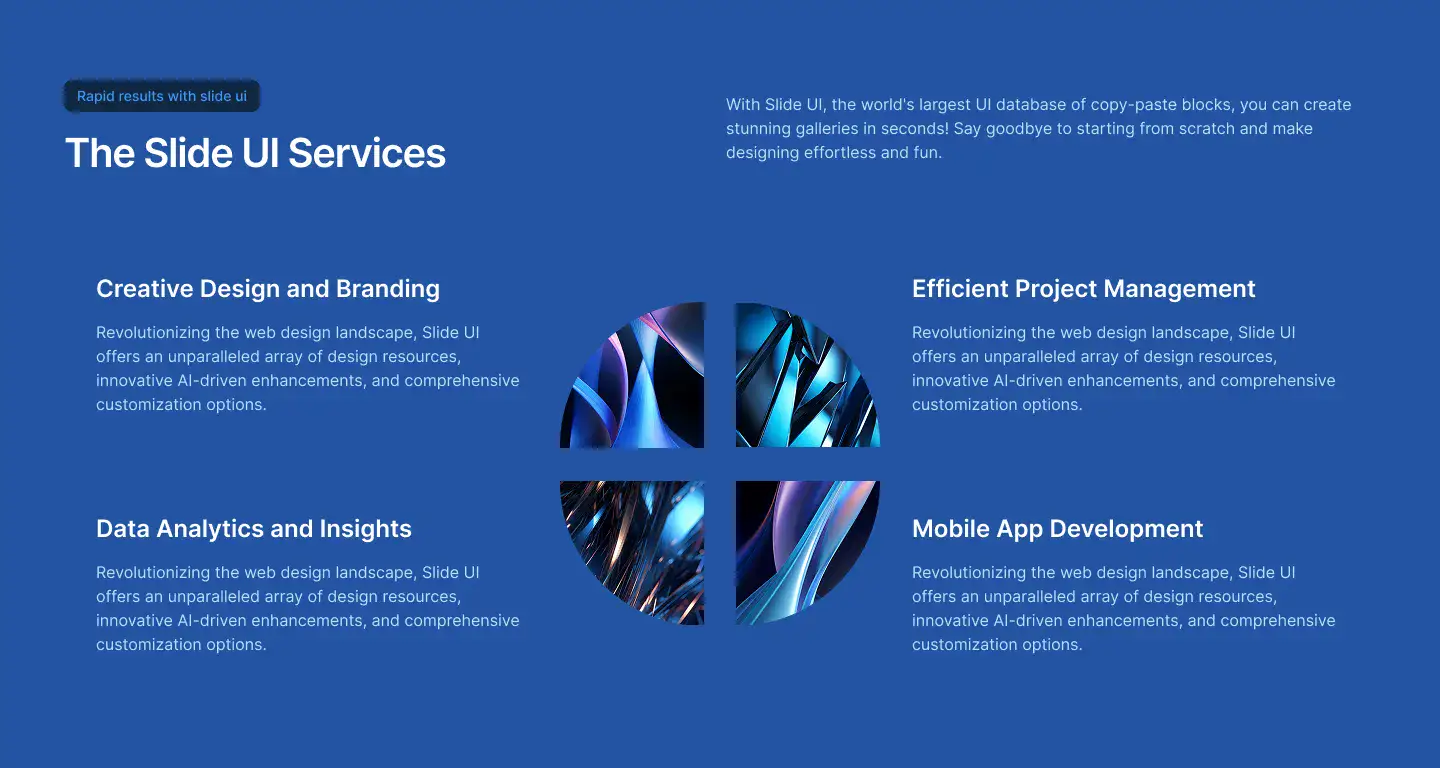 Rapid results with slide ui
The Slide UI Services
With Slide UI, the world's largest UI database of copy-paste blocks, you can create
stunning galleries in seconds! Say goodbye to starting from scratch and make
designing effortless and fun.
Creative Design and Branding
Revolutionizing the web design landscape, Slide UI
offers an unparalleled array of design resources,
innovative AI-driven enhancements, and comprehensive
customization options.
Efficient Project Management
Revolutionizing the web design landscape, Slide UI
offers an unparalleled array of design resources,
innovative AI-driven enhancements, and comprehensive
customization options.
Data Analytics and Insights
Revolutionizing the web design landscape, Slide UI
offers an unparalleled array of design resources,
innovative AI-driven enhancements, and comprehensive
customization options.
Mobile App Development
Revolutionizing the web design landscape, Slide UI
offers an unparalleled array of design resources,
innovative AI-driven enhancements, and comprehensive
customization options.